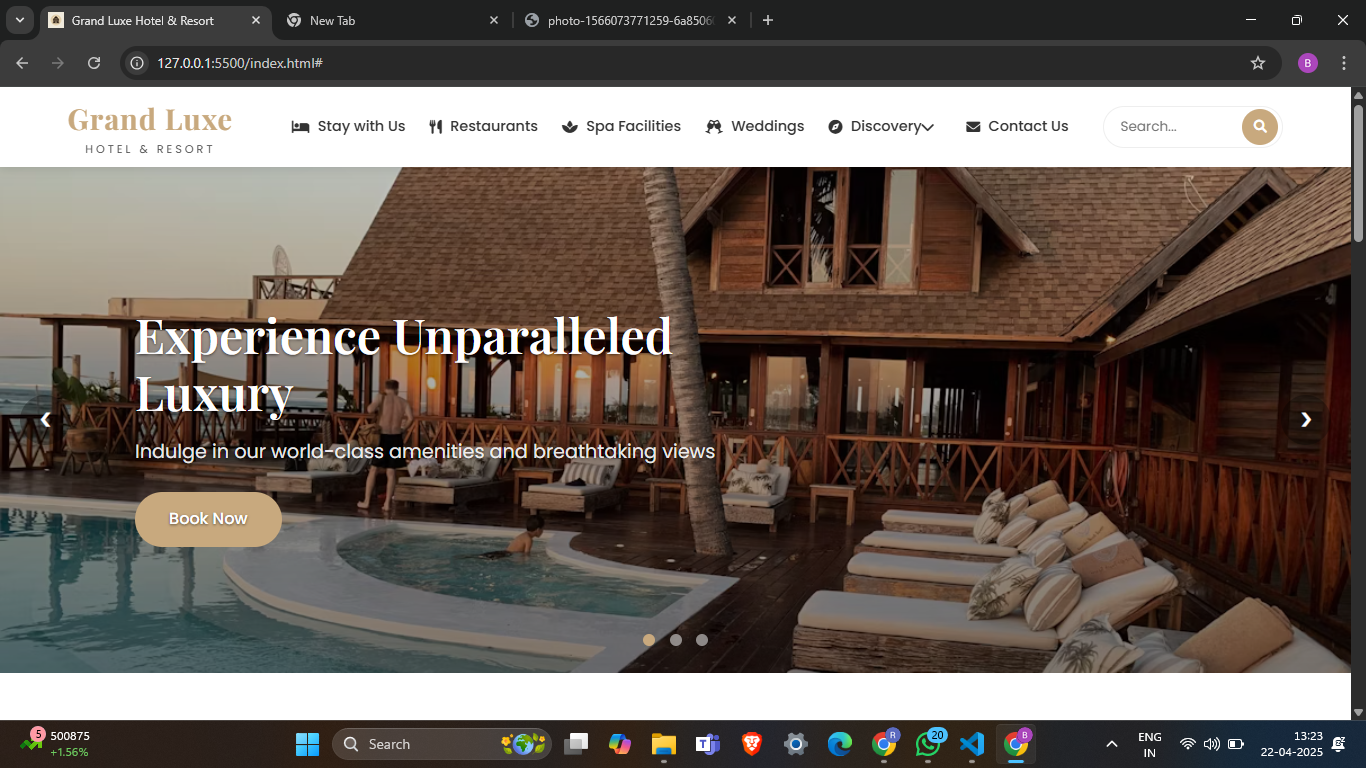 Grand Luxe Hotel & Resort
New Tab
photo-1566073771259-6a8506
127.0.0.1:5500/index.html#
B
Grand Luxe
HOTEL & RESORT
Stay with Us
Restaurants
Spa Facilities
Weddings
Discovery
Contact Us
Search...
Experience Unparalleled
Luxury
Indulge in our world-class amenities and breathtaking views
Book Now
5
500875
+1.56%
Search
R
20
B
ENG
IN
13:23
22-04-2025